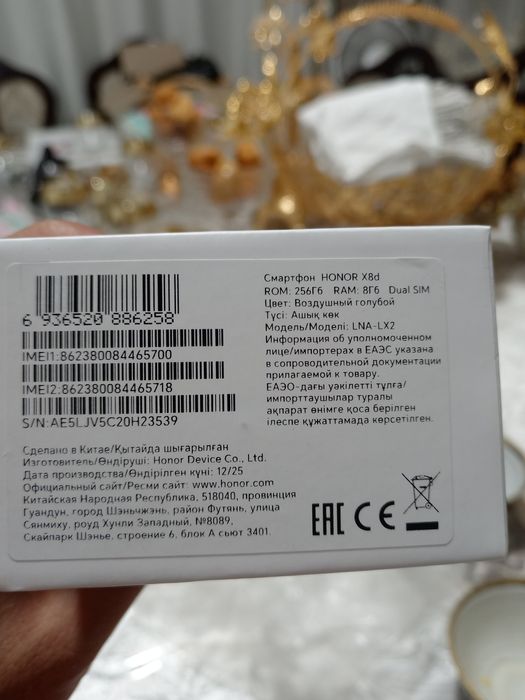 6 936520 886258
IMEI1:862380084465700
IMEI2:862380084465718
S/N:AE5LJV5C20H23539
Смартфон HONOR X8d
ROM: 256Гб RAM: 8Гб Dual SIM
Цвет: Воздушный голубой
Түсі: Ашық көк
Модель/Моделі: LNA-LX2
Информация об уполномоченном
лице/импортерах в ЕАЭС указана
в сопроводительной документации
прилагаемой к товару.
ЕАЭО-дағы уәкілетті тұлға/
импорттаушылар туралы
ақпарат өнімге қоса берілген
ілеспе құжаттамада көрсетілген.
Сделано в Китае/Қытайда шығарылған
Изготовитель/Өндіруші: Honor Device Co., Ltd.
Дата производства/Өндірілген күні: 12/25
Официальный сайт/Ресми сайт: www.honor.com
Китайская Народная Республика, 518040, провинция
Гуандун, город Шэньчжэнь, район Футянь, улица
Сянмиху, роуд Хунли Западный, №8089,
Скайпарк Шэнье, строение 6, блок А сьют 3401.
EAC CE